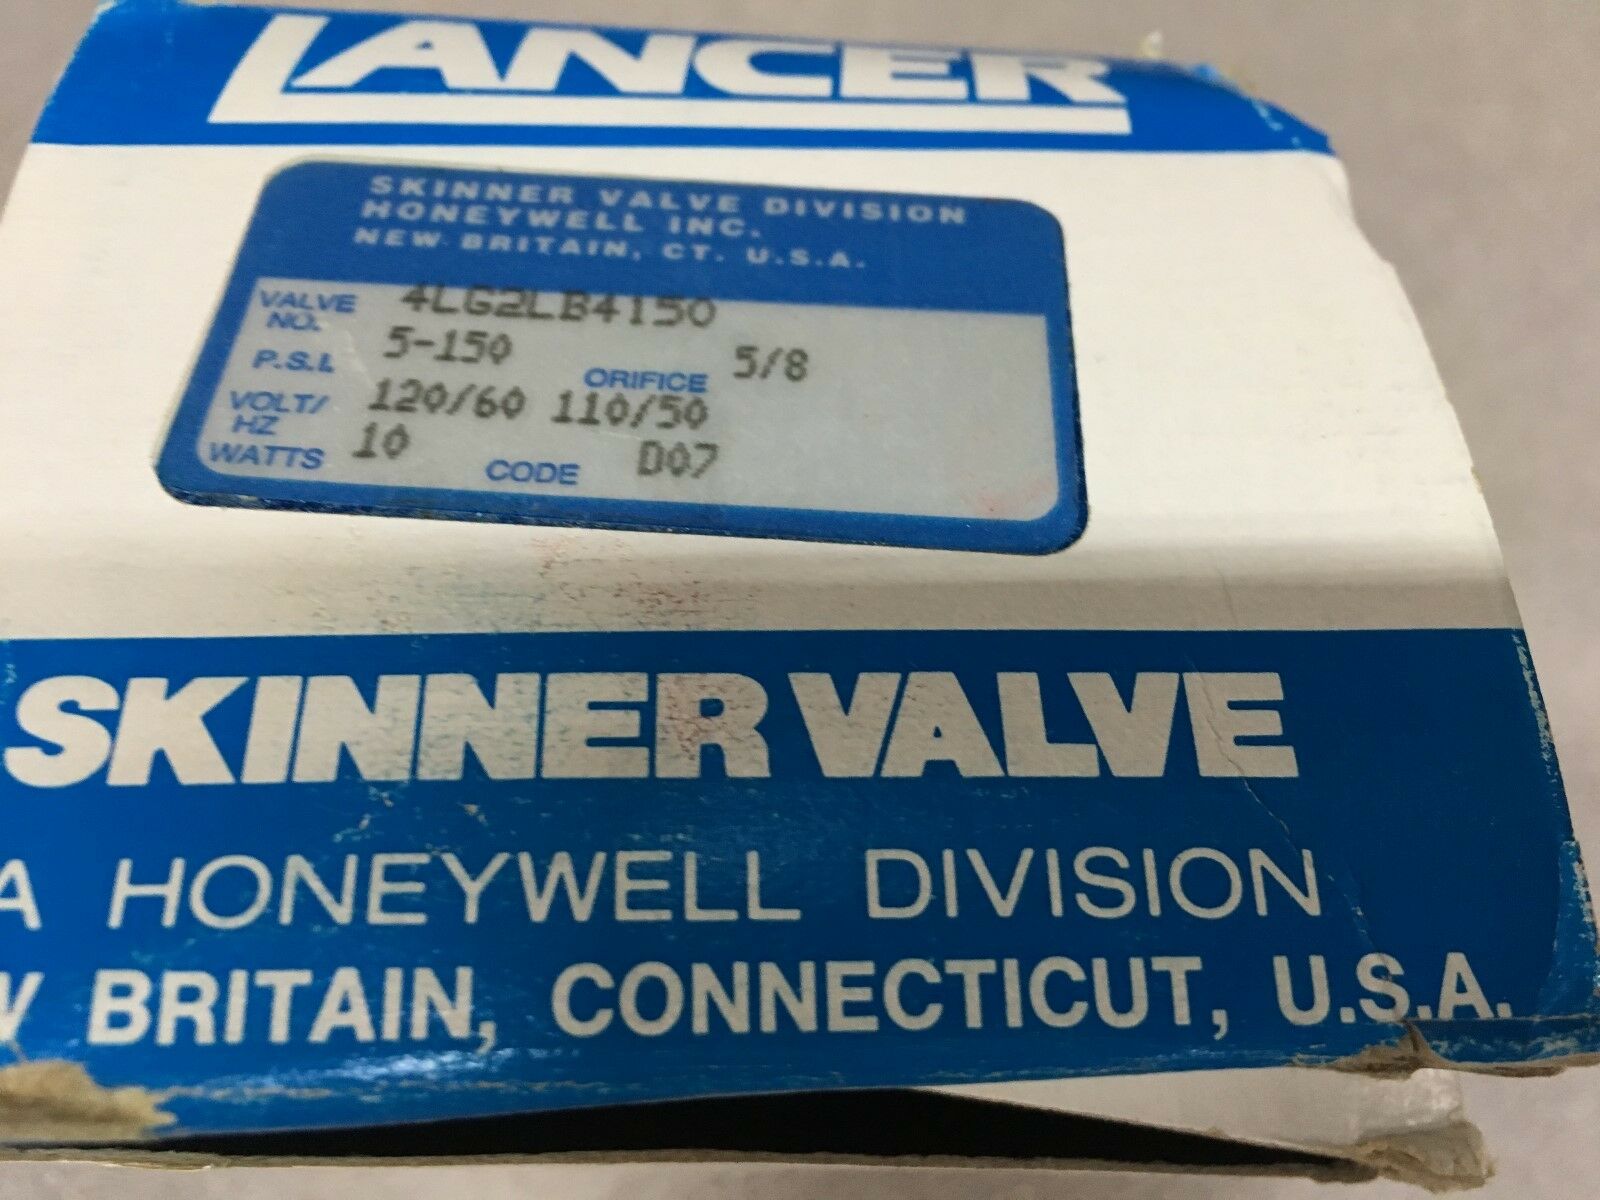 LANCER
SKINNER VALVE DIVISION
HONEYWELL INC.
NEW BRITAIN, CT. U.S.A.
VALVE NO. 4LG2LB4150
P.S.I. 5-150 ORIFICE 5/8
VOLT/HZ 120/60 110/50
WATTS 10 CODE D07
SKINNER VALVE
A HONEYWELL DIVISION
W BRITAIN, CONNECTICUT, U.S.A.